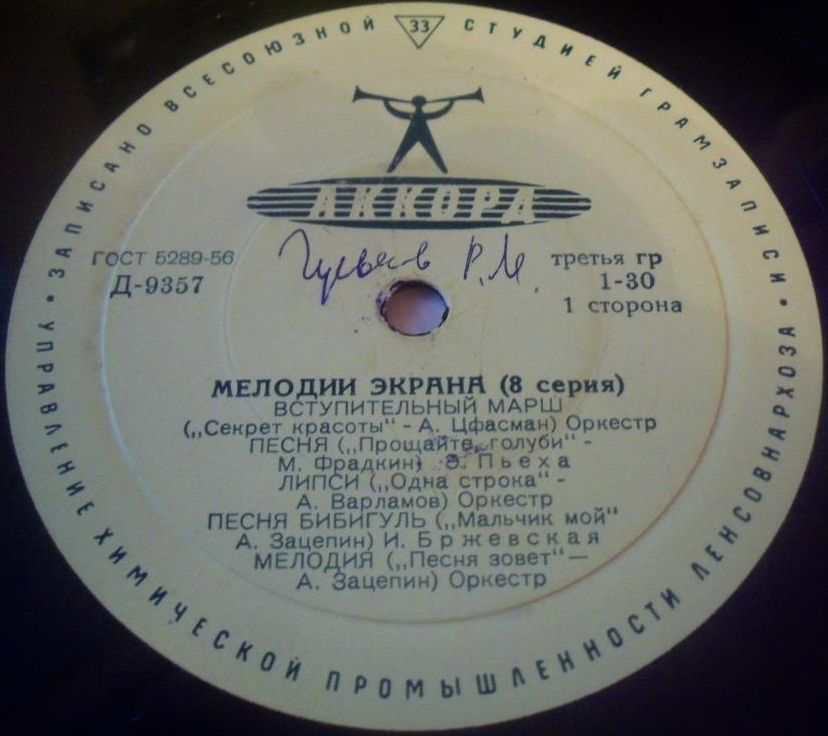 ЗАПИСАНО ВСЕСОЮЗНОЙ 33 СТУДИЕЙ ГРАМЗАПИСИ
АККОРД
ГОСТ 5289-56
Д-9357
Р.М.
третья гр
1-30
1 сторона
МЕЛОДИИ ЭКРАНА (8 серия)
ВСТУПИТЕЛЬНЫЙ МАРШ
(„Секрет красоты" - А. Цфасман) Оркестр
ПЕСНЯ („Прощайте, голуби" -
М. Фрадкин) Э. Пьеха
ЛИПСИ („Одна строка" -
А. Варламов) Оркестр
ПЕСНЯ БИБИГУЛЬ („Мальчик мой"
А. Зацепин) И. Бржевская
МЕЛОДИЯ („Песня зовет"—
А. Зацепин) Оркестр
УПРАВЛЕНИЕ ХИМИЧЕСКОЙ ПРОМЫШЛЕННОСТИ ЛЕНСОВНАРХОЗА